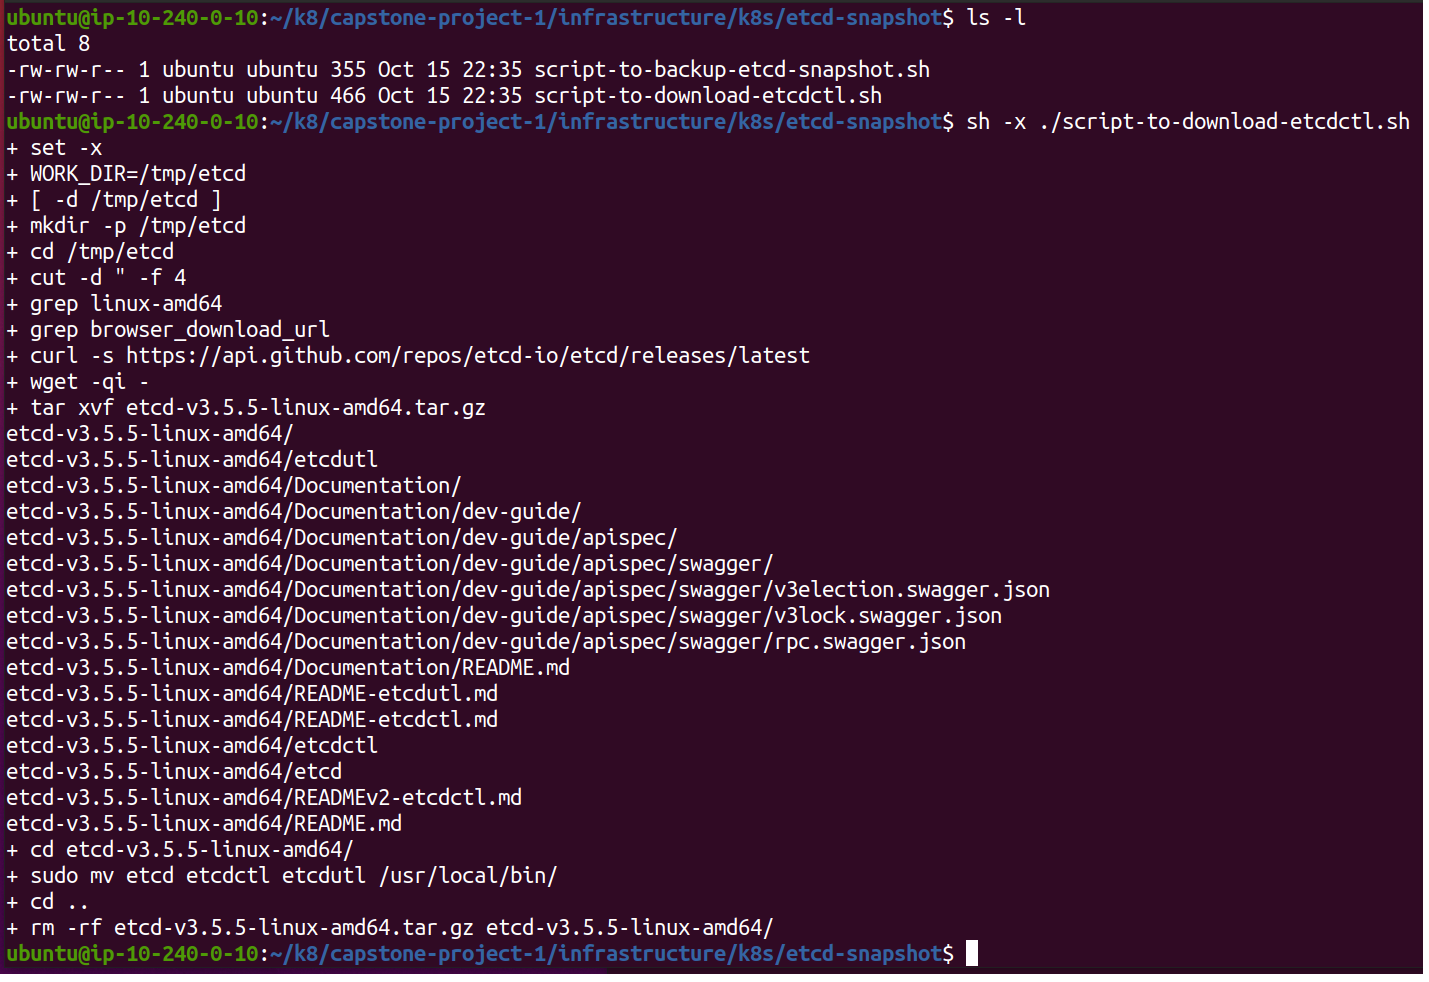 ubuntu@ip-10-240-0-10:~/k8/capstone-project-1/infrastructure/k8s/etcd-snapshot$ ls -l
total 8
-rw-rw-r-- 1 ubuntu ubuntu 355 Oct 15 22:35 script-to-backup-etcd-snapshot.sh
-rw-rw-r-- 1 ubuntu ubuntu 466 Oct 15 22:35 script-to-download-etcdctl.sh
ubuntu@ip-10-240-0-10:~/k8/capstone-project-1/infrastructure/k8s/etcd-snapshot$ sh -x ./script-to-download-etcdctl.sh
+ set -x
+ WORK_DIR=/tmp/etcd
+ [ -d /tmp/etcd ]
+ mkdir -p /tmp/etcd
+ cd /tmp/etcd
+ cut -d " -f 4
+ grep linux-amd64
+ grep browser_download_url
+ curl -s https://api.github.com/repos/etcd-io/etcd/releases/latest
+ wget -qi -
+ tar xvf etcd-v3.5.5-linux-amd64.tar.gz
etcd-v3.5.5-linux-amd64/
etcd-v3.5.5-linux-amd64/etcdutl
etcd-v3.5.5-linux-amd64/Documentation/
etcd-v3.5.5-linux-amd64/Documentation/dev-guide/
etcd-v3.5.5-linux-amd64/Documentation/dev-guide/apispec/
etcd-v3.5.5-linux-amd64/Documentation/dev-guide/apispec/swagger/
etcd-v3.5.5-linux-amd64/Documentation/dev-guide/apispec/swagger/v3election.swagger.json
etcd-v3.5.5-linux-amd64/Documentation/dev-guide/apispec/swagger/v3lock.swagger.json
etcd-v3.5.5-linux-amd64/Documentation/dev-guide/apispec/swagger/rpc.swagger.json
etcd-v3.5.5-linux-amd64/Documentation/README.md
etcd-v3.5.5-linux-amd64/README-etcdutl.md
etcd-v3.5.5-linux-amd64/README-etcdctl.md
etcd-v3.5.5-linux-amd64/etcdctl
etcd-v3.5.5-linux-amd64/etcd
etcd-v3.5.5-linux-amd64/READMEv2-etcdctl.md
etcd-v3.5.5-linux-amd64/README.md
+ cd etcd-v3.5.5-linux-amd64/
+ sudo mv etcd etcdctl etcdutl /usr/local/bin/
+ cd ..
+ rm -rf etcd-v3.5.5-linux-amd64.tar.gz etcd-v3.5.5-linux-amd64/
ubuntu@ip-10-240-0-10:~/k8/capstone-project-1/infrastructure/k8s/etcd-snapshot$